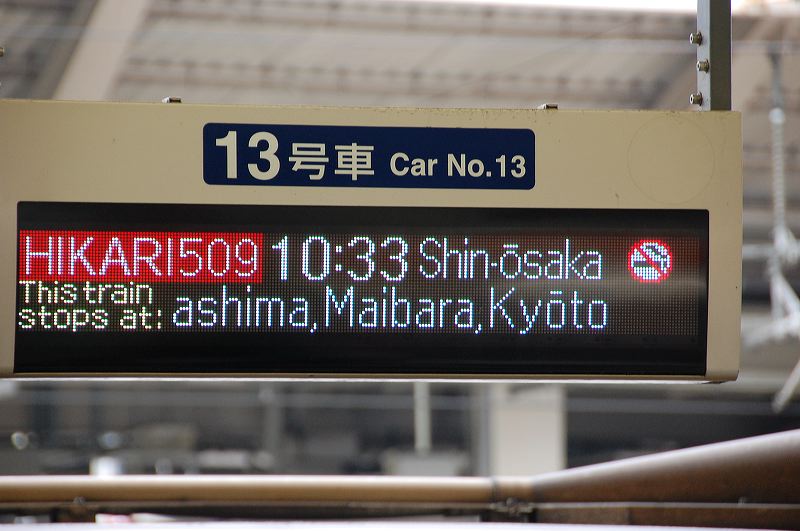 13号車 Car No.13
HIKARI509 10:33 Shin-ōsaka
This train
stops at: ashima,Maibara,Kyōto